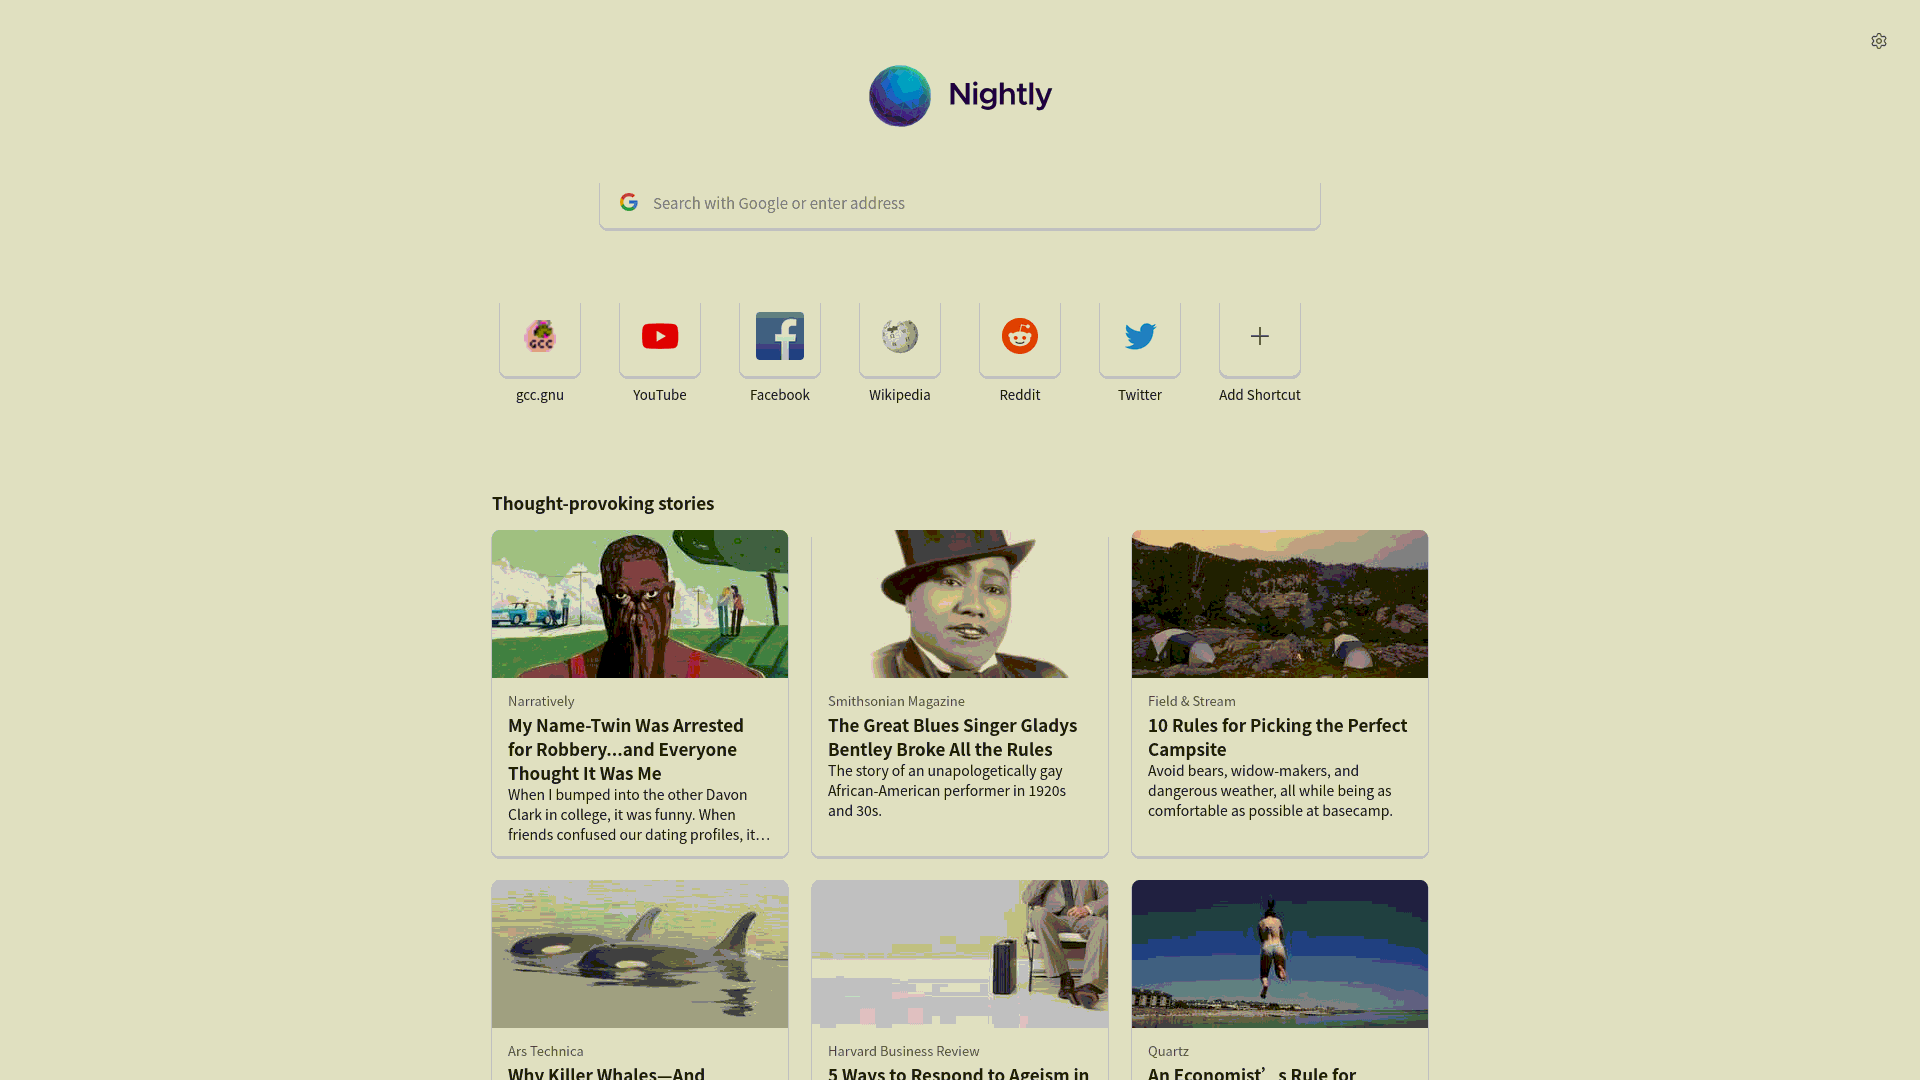 Nightly
Search with Google or enter address
GCC
gcc.gnu
YouTube
Facebook
Wikipedia
Reddit
Twitter
Add Shortcut
Thought-provoking stories
Narratively
My Name-Twin Was Arrested
for Robbery...and Everyone
Thought It Was Me
When I bumped into the other Davon
Clark in college, it was funny. When
friends confused our dating profiles, it…
Smithsonian Magazine
The Great Blues Singer Gladys
Bentley Broke All the Rules
The story of an unapologetically gay
African-American performer in 1920s
and 30s.
Field & Stream
10 Rules for Picking the Perfect
Campsite
Avoid bears, widow-makers, and
dangerous weather, all while being as
comfortable as possible at basecamp.
Ars Technica
Why Killer Whales—And
Harvard Business Review
5 Ways to Respond to Ageism in
Quartz
An Economist’s Rule for